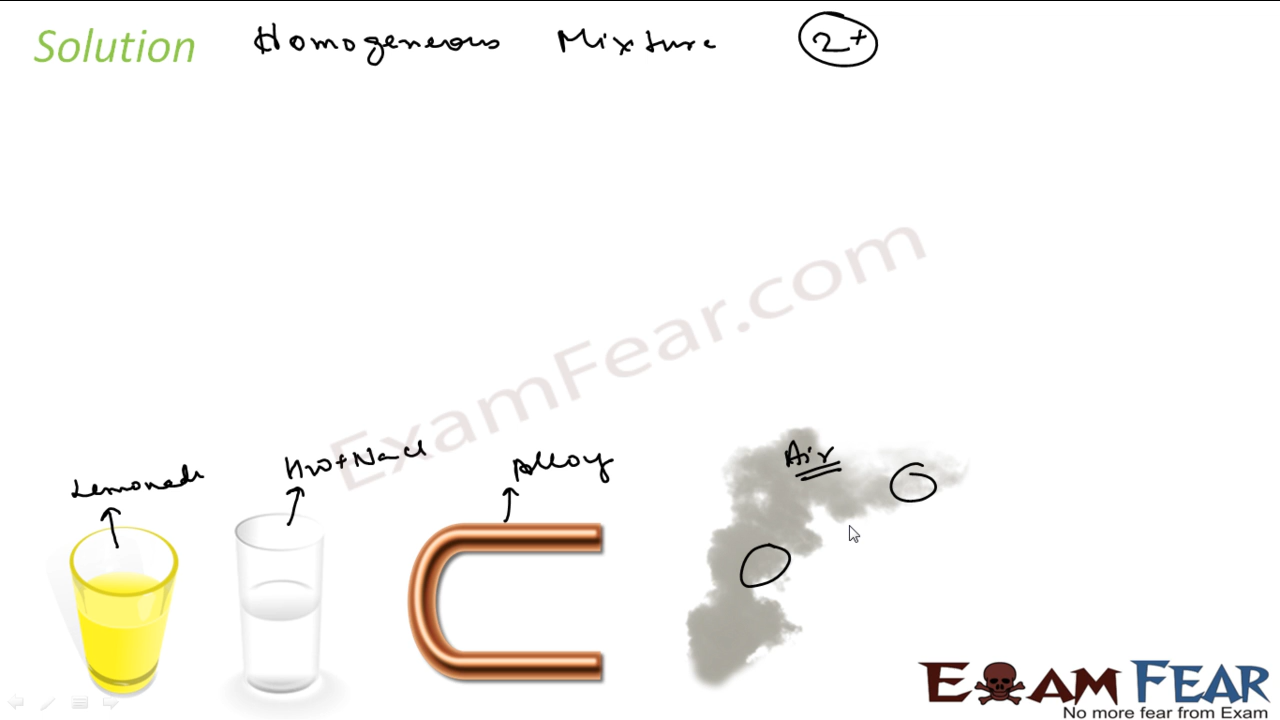 Solution Homogeneous Mixture 2+
ExamFear.com
Lemonade
H2O+NaCl
Alloy
Air
EXAM FEAR
No more fear from Exam